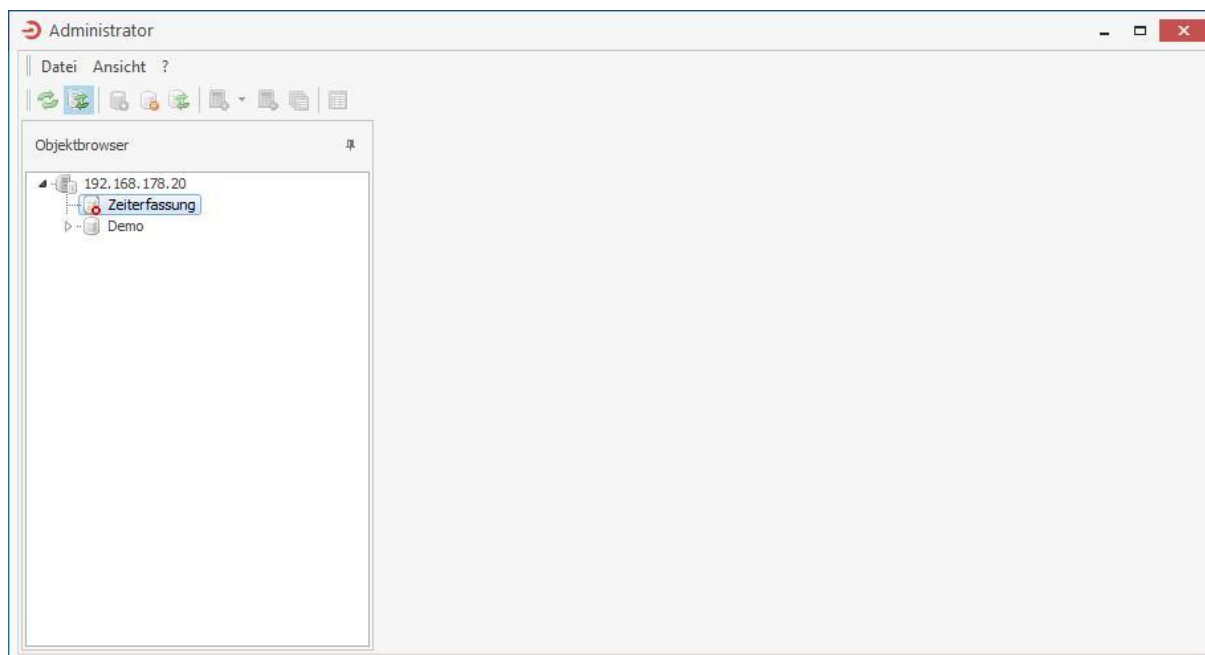 Administrator
Datei Ansicht ?
Objektbrowser
192.168.178.20
Zeiterfassung
Demo